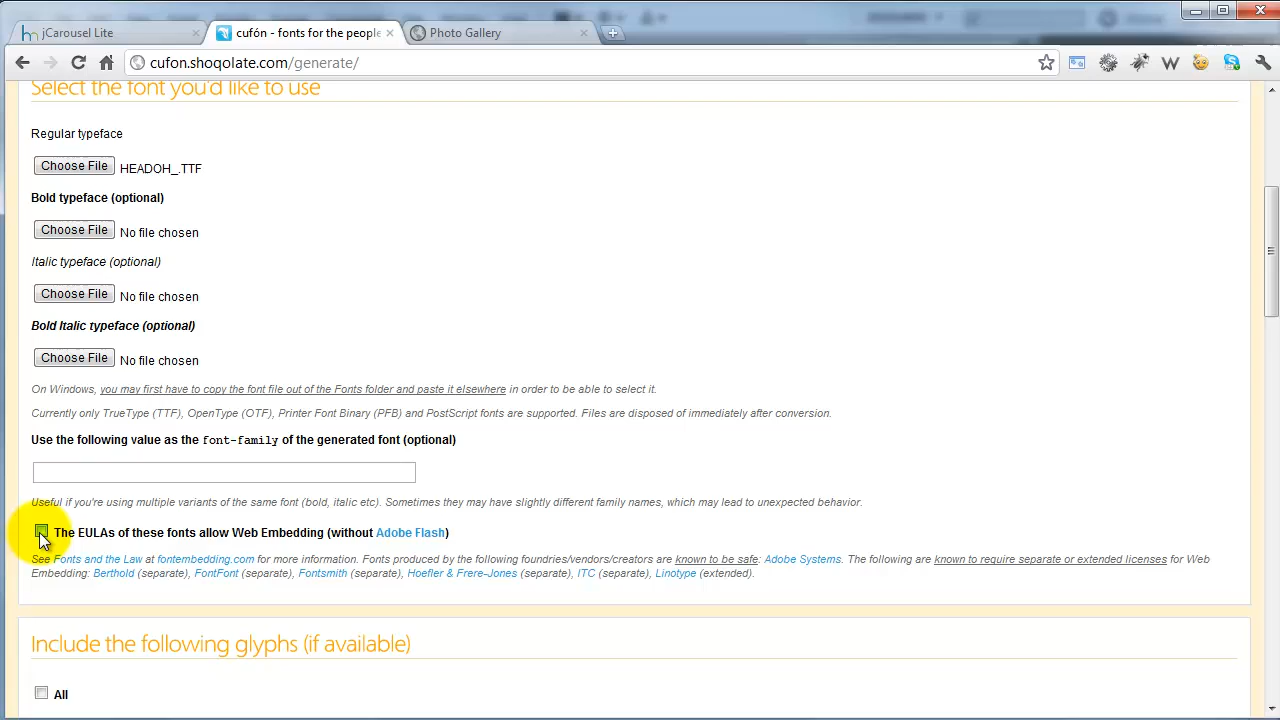 jCarousel Lite
cufón - fonts for the people
Photo Gallery
cufon.shoqolate.com/generate/
Select the font you'd like to use
Regular typeface
Choose File HEADOH_.TTF
Bold typeface (optional)
Choose File No file chosen
Italic typeface (optional)
Choose File No file chosen
Bold Italic typeface (optional)
Choose File No file chosen
On Windows, you may first have to copy the font file out of the Fonts folder and paste it elsewhere in order to be able to select it.
Currently only TrueType (TTF), OpenType (OTF), Printer Font Binary (PFB) and PostScript fonts are supported. Files are disposed of immediately after conversion.
Use the following value as the font-family of the generated font (optional)
Useful if you're using multiple variants of the same font (bold, italic etc). Sometimes they may have slightly different family names, which may lead to unexpected behavior.
The EULAs of these fonts allow Web Embedding (without Adobe Flash)
See Fonts and the Law at fontembedding.com for more information. Fonts produced by the following foundries/vendors/creators are known to be safe: Adobe Systems. The following are known to require separate or extended licenses for Web
Embedding: Berthold (separate), FontFont (separate), Fontsmith (separate), Hoefler & Frere-Jones (separate), ITC (separate), Linotype (extended).
Include the following glyphs (if available)
All